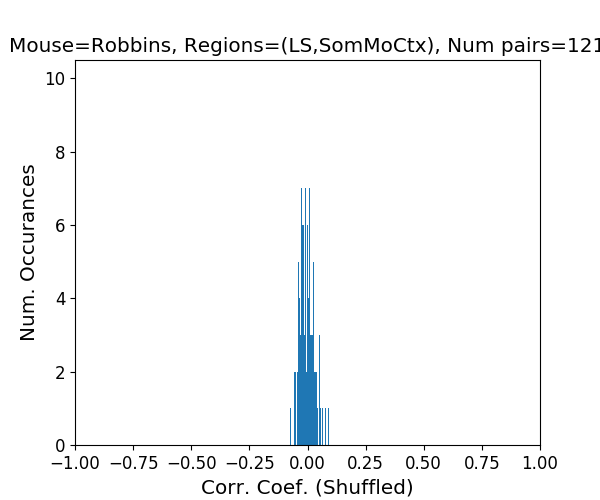 Mouse=Robbins, Regions=(LS,SomMoCtx), Num pairs=121
10
8
6
4
2
0
Num. Occurances
−1.00 −0.75 −0.50 −0.25 0.00 0.25 0.50 0.75 1.00
Corr. Coef. (Shuffled)